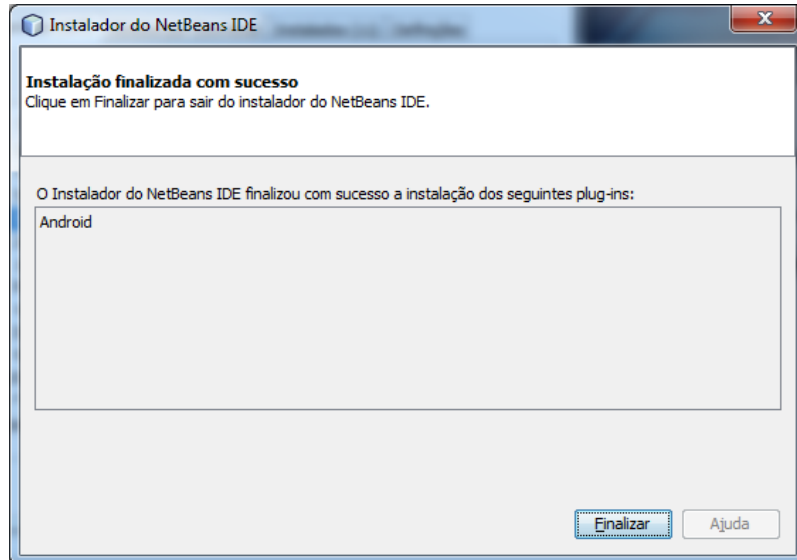 Instalador do NetBeans IDE
Instalação finalizada com sucesso
Clique em Finalizar para sair do instalador do NetBeans IDE.
O Instalador do NetBeans IDE finalizou com sucesso a instalação dos seguintes plug-ins:
Android
Finalizar
Ajuda